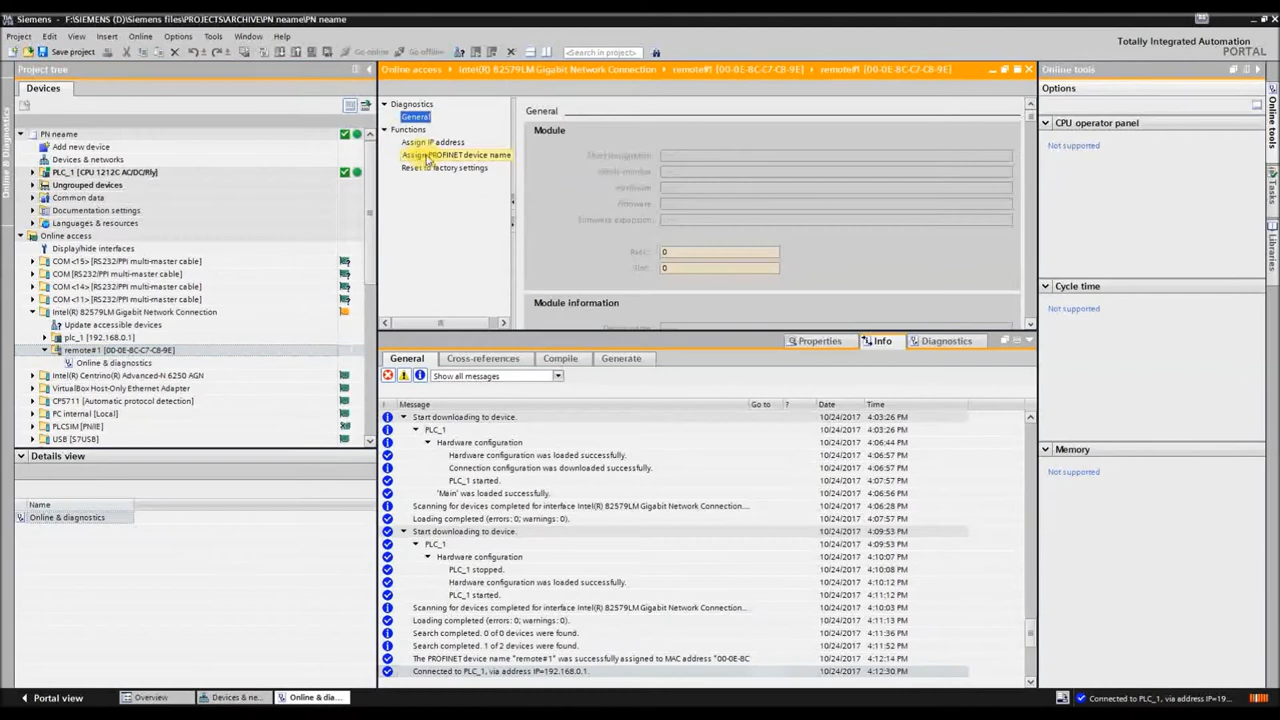 Siemens - F:\SIEMENS (D)\Siemens files\PROJECTS\ARCHIVE\PN neame\PN neame
Project Edit View Insert Online Options Tools Window Help
Totally Integrated Automation
PORTAL
Save project
Go online
Go offline
<Search in project>
Project tree
Devices
PN neame
Add new device
Devices & networks
PLC_1 [CPU 1212C AC/DC/Rly]
Ungrouped devices
Common data
Documentation settings
Languages & resources
Online access
Display/hide interfaces
COM <15> [RS232/PPI multi-master cable]
COM [RS232/PPI multi-master cable]
COM <14> [RS232/PPI multi-master cable]
COM <11> [RS232/PPI multi-master cable]
Intel(R) 82579LM Gigabit Network Connection
Update accessible devices
plc_1 [192.168.0.1]
remote#1 [00-0E-8C-C7-C8-9E]
Online & diagnostics
Intel(R) Centrino(R) Advanced-N 6250 AGN
VirtualBox Host-Only Ethernet Adapter
CP5711 [Automatic protocol detection]
PC internal [Local]
PLCSIM [PN/IE]
USB [S7USB]
Details view
Name
Online & diagnostics
Online & Diagnostics
Online access ▸ Intel(R) 82579LM Gigabit Network Connection ▸ remote#1 [00-0E-8C-C7-C8-9E] ▸ remote#1 [00-0E-8C-C7-C8-9E]
Diagnostics
General
Functions
Assign IP address
Assign PROFINET device name
Reset to factory settings
General
Module
Short designation:
Hardware:
Firmware:
Firmware expansion:
Rack: 0
Slot: 0
Module information
Properties
Info
Diagnostics
General Cross-references Compile Generate
Show all messages
! Message Go to ? Date Time
Start downloading to device. 10/24/2017 4:03:26 PM
PLC_1 10/24/2017 4:03:26 PM
Hardware configuration 10/24/2017 4:06:44 PM
Hardware configuration was loaded successfully. 10/24/2017 4:06:57 PM
Connection configuration was downloaded successfully. 10/24/2017 4:06:57 PM
PLC_1 started. 10/24/2017 4:07:57 PM
'Main' was loaded successfully. 10/24/2017 4:06:56 PM
Scanning for devices completed for interface Intel(R) 82579LM Gigabit Network Connection... 10/24/2017 4:06:28 PM
Loading completed (errors: 0; warnings: 0). 10/24/2017 4:07:57 PM
Start downloading to device. 10/24/2017 4:09:53 PM
PLC_1 10/24/2017 4:09:53 PM
Hardware configuration 10/24/2017 4:10:07 PM
PLC_1 stopped. 10/24/2017 4:10:08 PM
Hardware configuration was loaded successfully. 10/24/2017 4:10:12 PM
PLC_1 started. 10/24/2017 4:11:12 PM
Scanning for devices completed for interface Intel(R) 82579LM Gigabit Network Connection... 10/24/2017 4:10:03 PM
Loading completed (errors: 0; warnings: 0). 10/24/2017 4:11:13 PM
Search completed. 0 of 0 devices were found. 10/24/2017 4:11:36 PM
Search completed. 1 of 2 devices were found. 10/24/2017 4:11:45 PM
The PROFINET device name "remote#1" was successfully assigned to MAC address "00-0E-8C 10/24/2017 4:12:14 PM
Connected to PLC_1, via address IP=192.168.0.1. 10/24/2017 4:12:30 PM
Online tools
Options
CPU operator panel
Not supported
Cycle time
Not supported
Memory
Not supported
Online tools
Tasks
Libraries
Portal view
Overview
Devices & ne...
Online & dia...
Connected to PLC_1, via address IP=19...